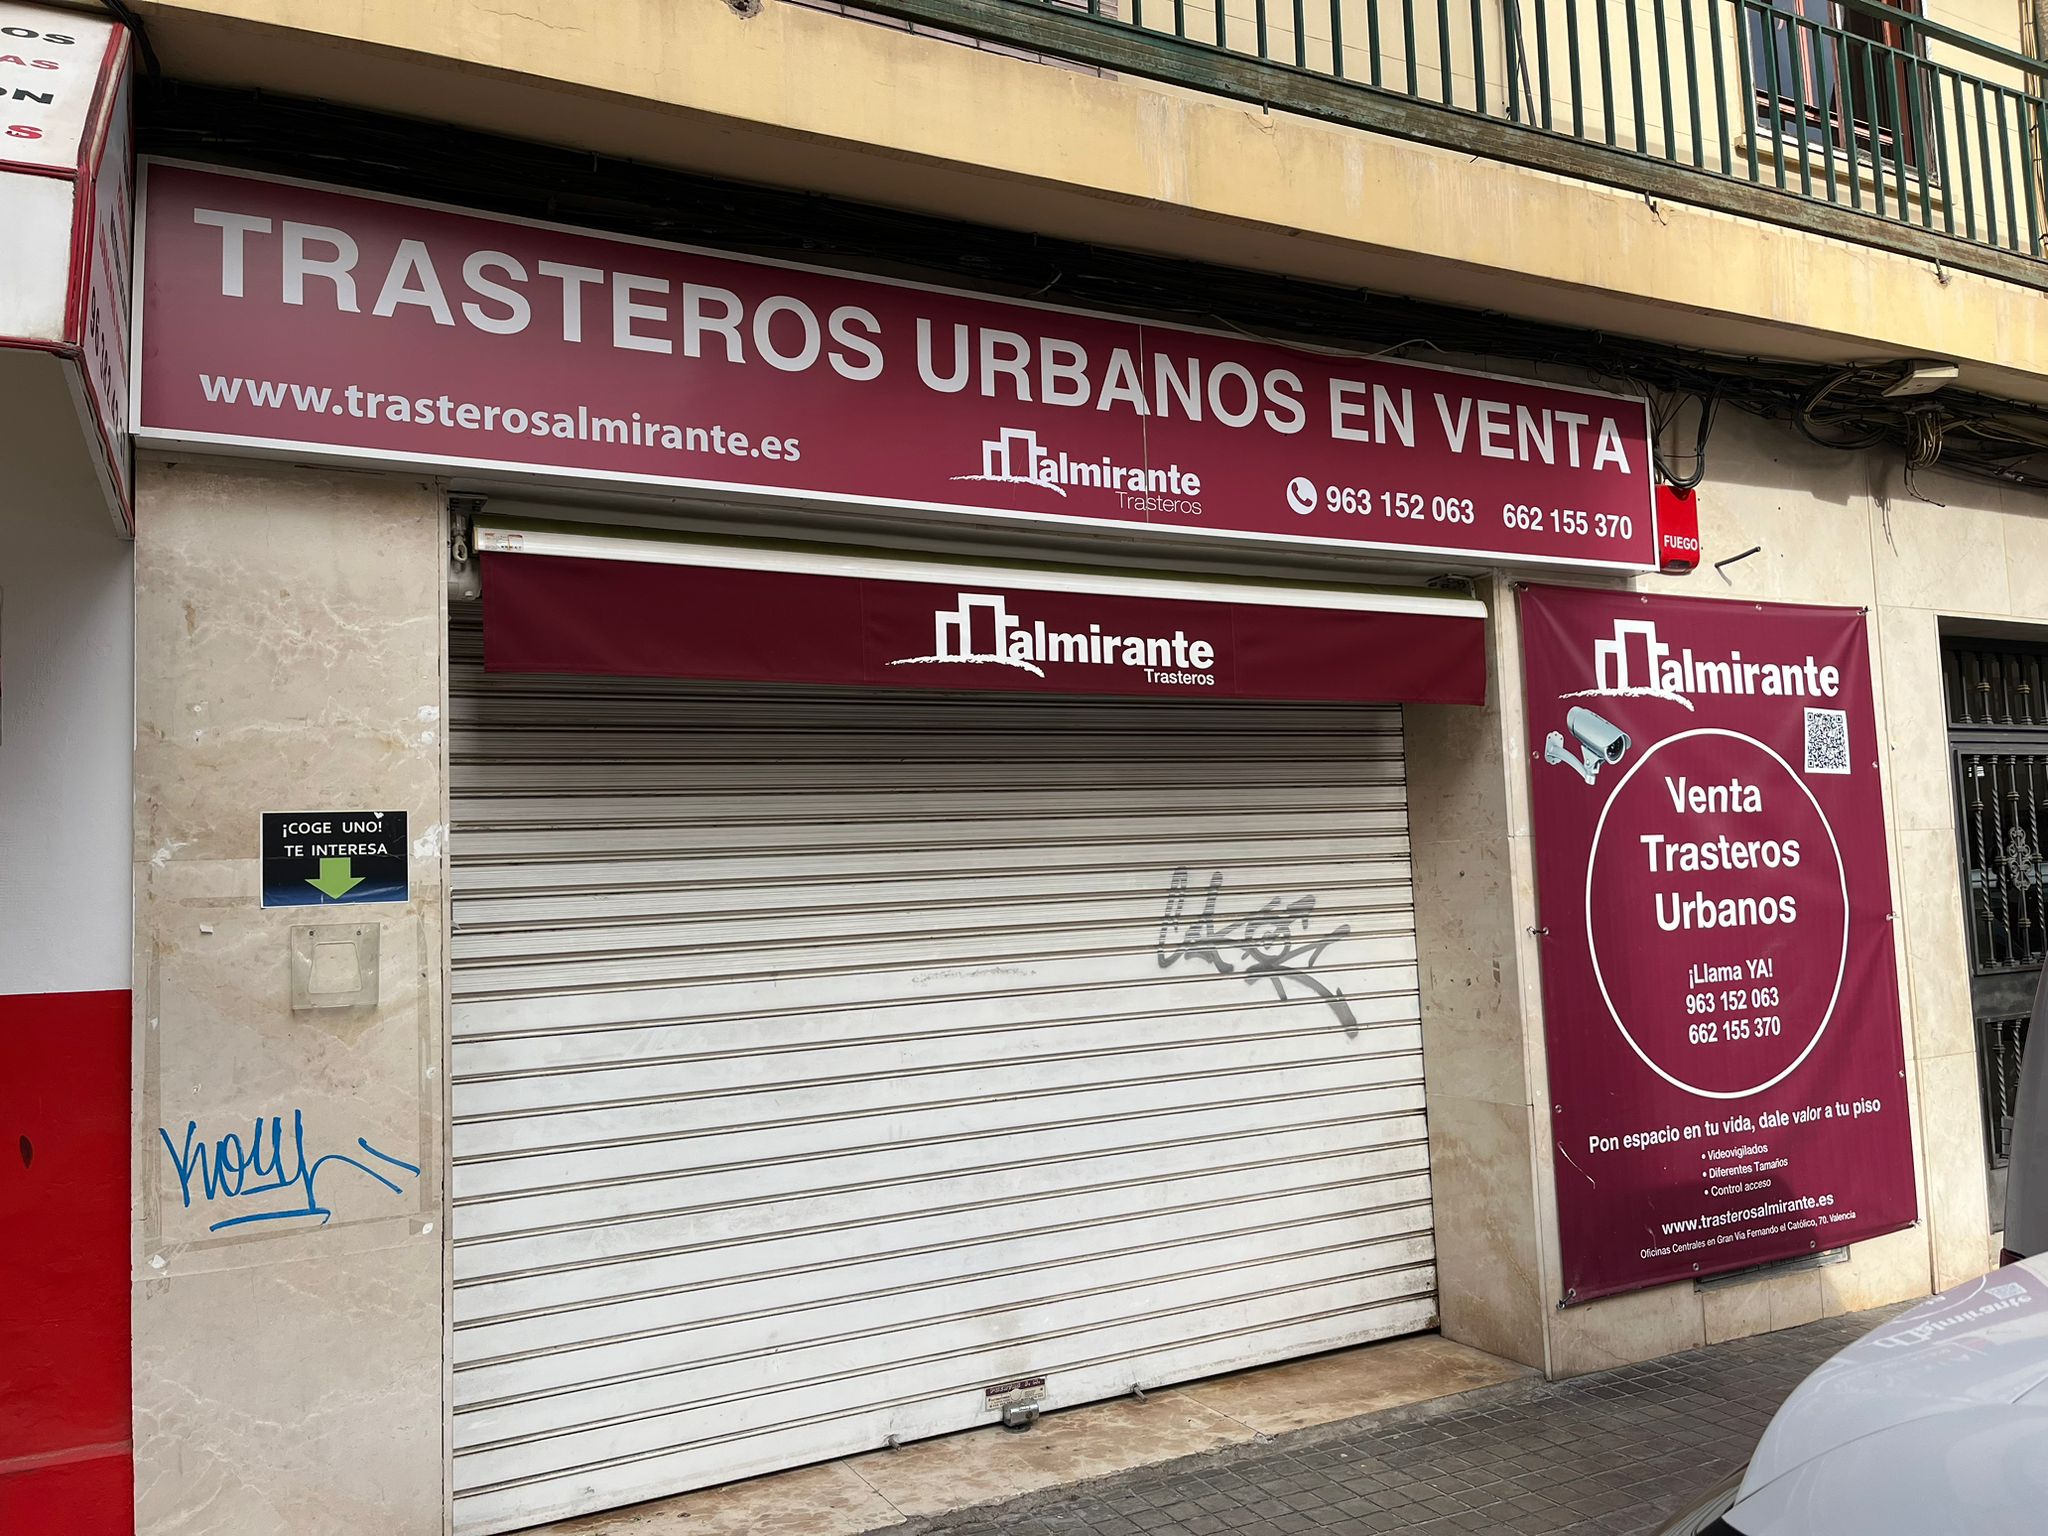 OS
AS
ON
S
TRASTEROS URBANOS EN VENTA
www.trasterosalmirante.es
almirante
Trasteros
963 152 063 662 155 370
FUEGO
almirante
Trasteros
¡COGE UNO!
TE INTERESA
almirante
Venta
Trasteros
Urbanos
¡Llama YA!
963 152 063
662 155 370
Pon espacio en tu vida, dale valor a tu piso
• Videovigilados
• Diferentes Tamaños
• Control acceso
www.trasterosalmirante.es
Oficinas Centrales en Gran Vía Fernando el Católico, 70. Valencia